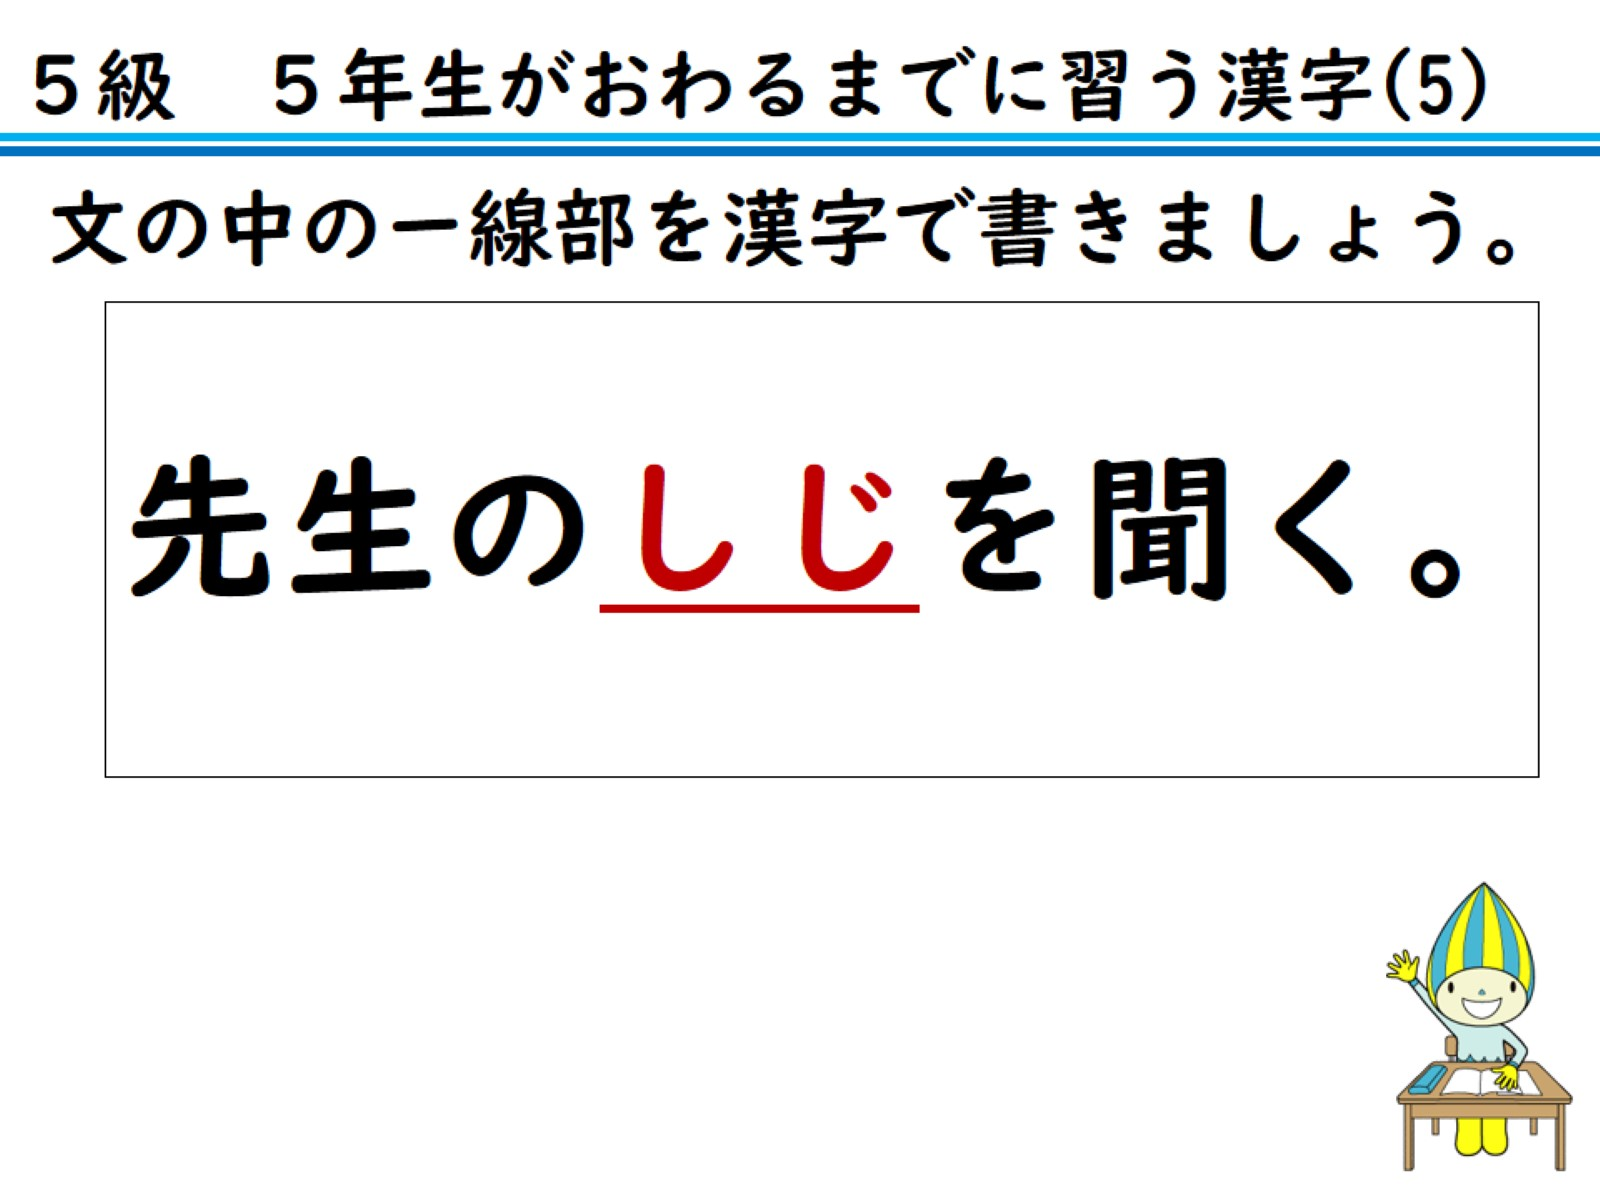 ５級　５年生がおわるまでに習う漢字(5)
文の中の―線部を漢字で書きましょう。
先生のしじを聞く。